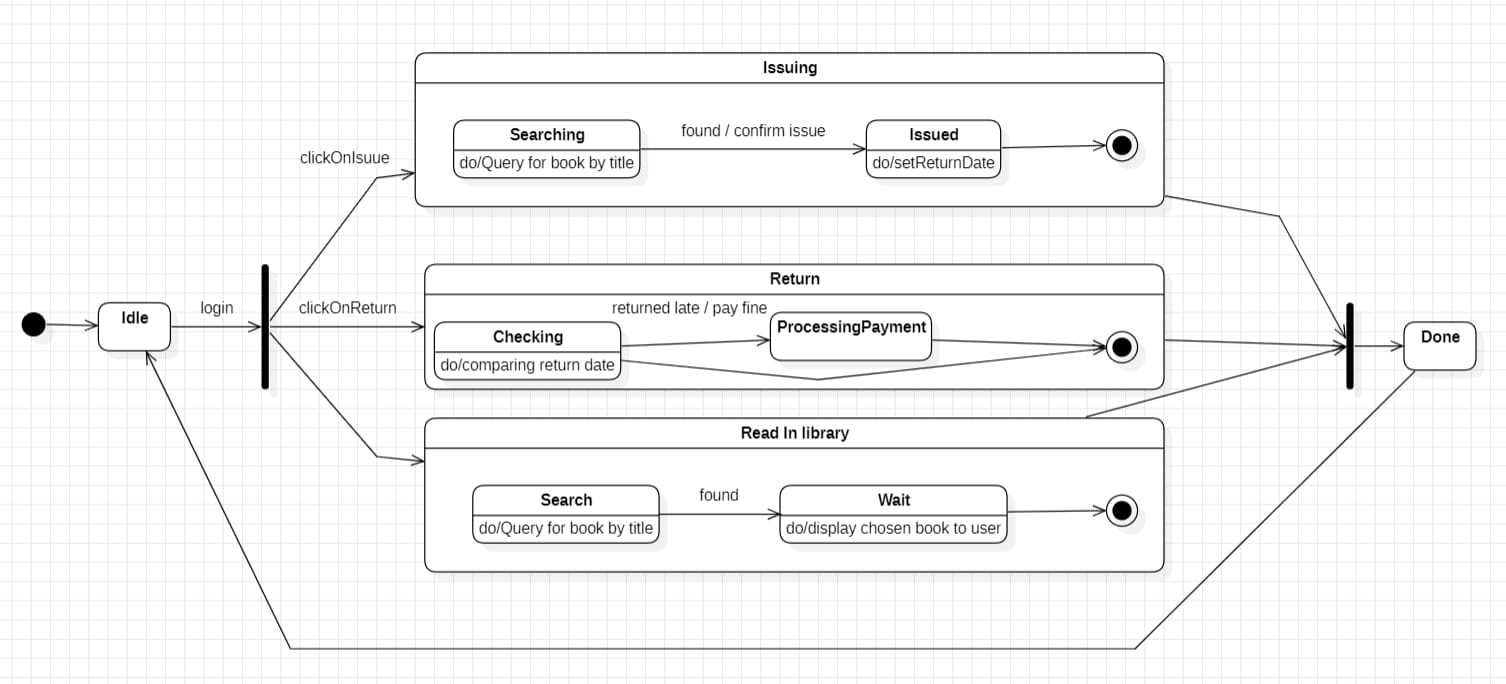 Issuing
Searching
do/Query for book by title
found / confirm issue
Issued
do/setReturnDate
clickOnIsuue
Idle
login
clickOnReturn
Return
Checking
do/comparing return date
returned late / pay fine
ProcessingPayment
Done
Read In library
Search
do/Query for book by title
found
Wait
do/display chosen book to user